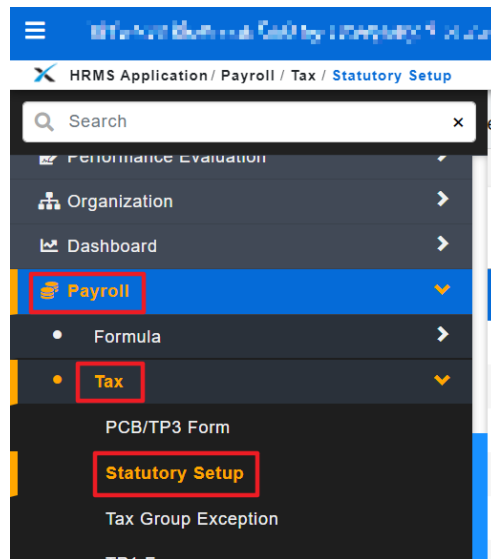 HRMS Application / Payroll / Tax / Statutory Setup
Search ×
Performance Evaluation
Organization
Dashboard
Payroll
Formula
Tax
PCB/TP3 Form
Statutory Setup
Tax Group Exception